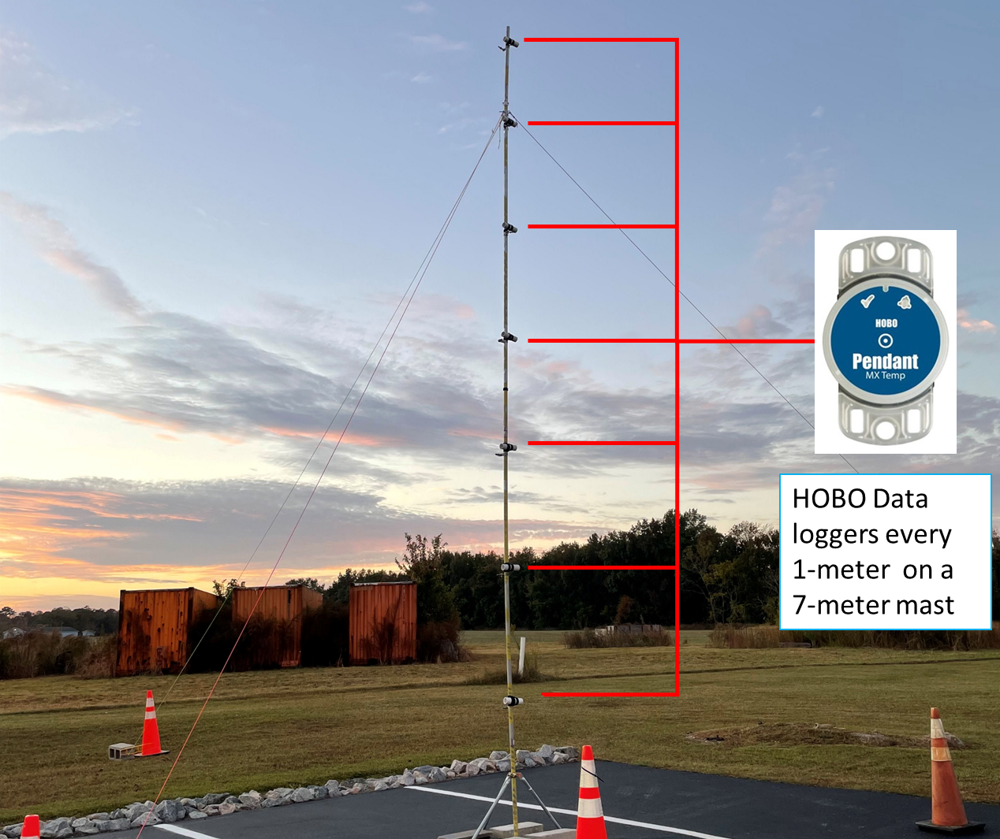 HOBO
Pendant
MX Temp
HOBO Data
loggers every
1-meter on a
7-meter mast